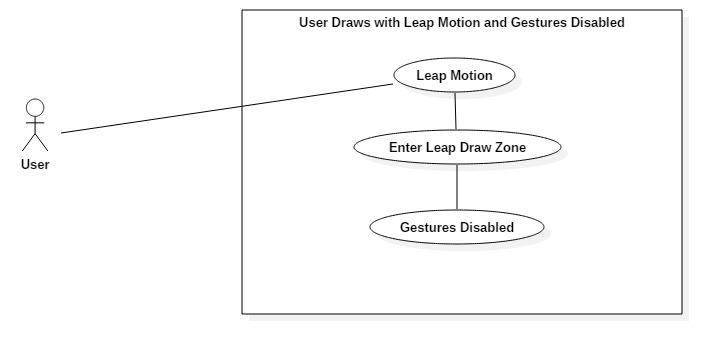 User Draws with Leap Motion and Gestures Disabled
Leap Motion
Enter Leap Draw Zone
User
Gestures Disabled